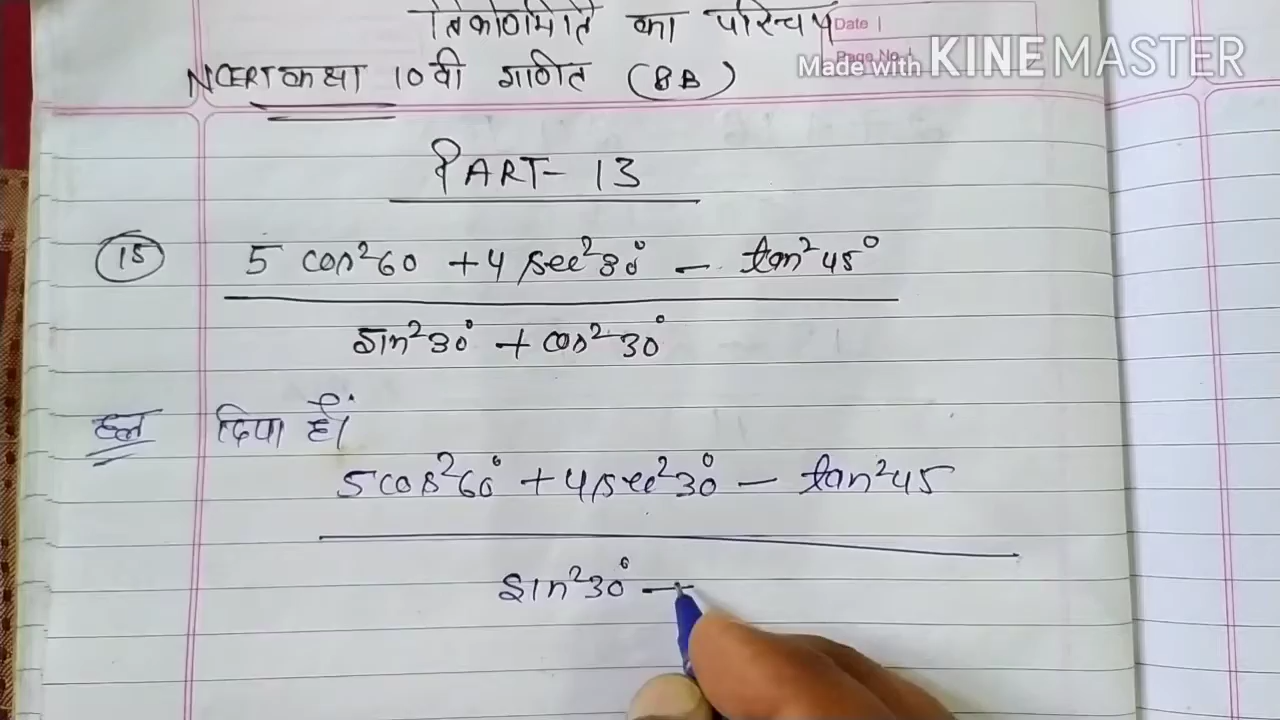 त्रिकोणमिति का परिचय
Date
Page No.
Made with KINEMASTER
NCERT कक्षा 10वी गणित (8B)
PART- 13
15 5 cos²60 + 4 sec²30° - tan²45°
sin²30° + cos²30°
हल दिया है।
5cos²60° + 4sec²30° - tan²45
sin²30° -